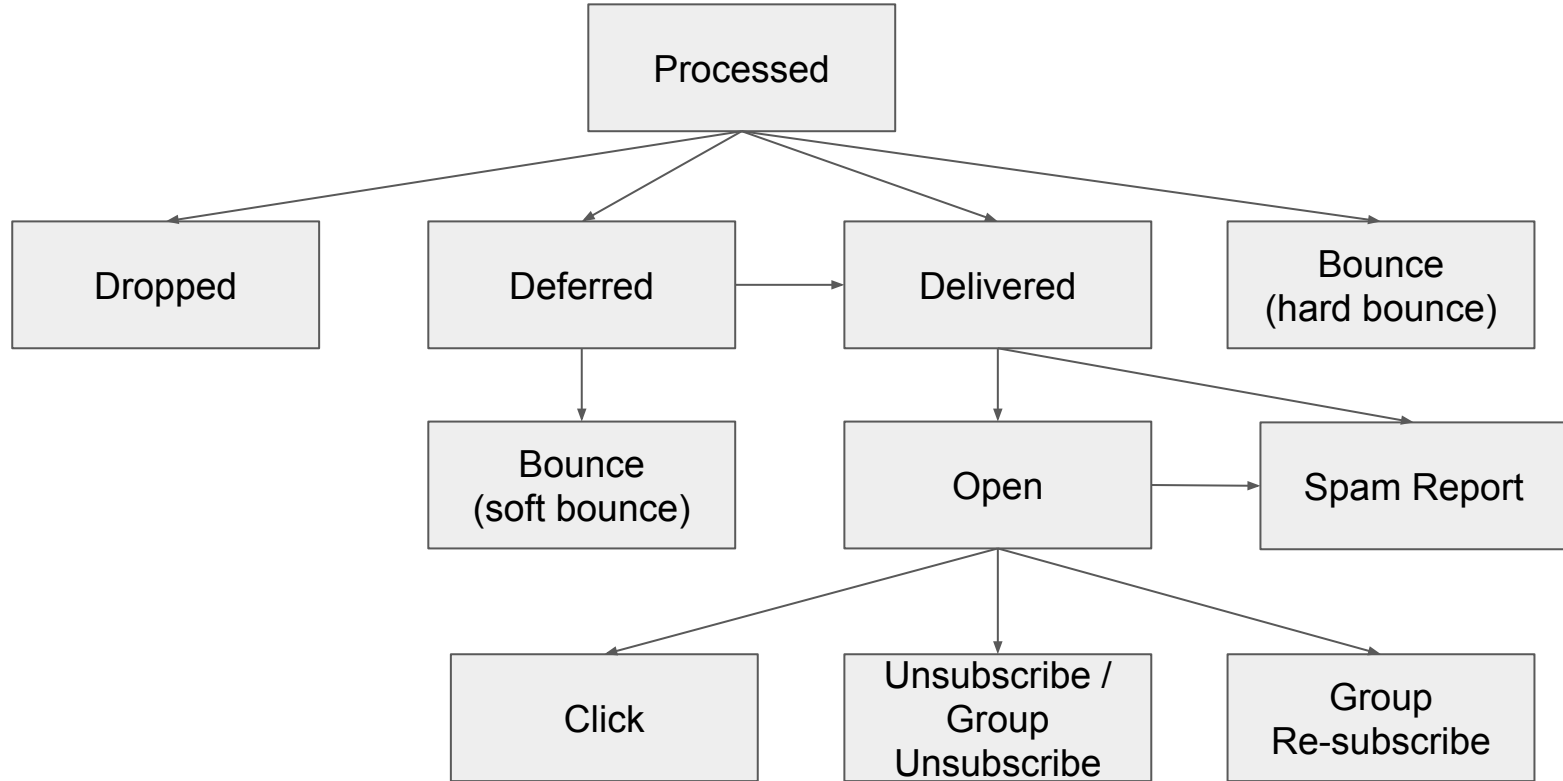 Processed
Dropped
Deferred
Delivered
Bounce
(hard bounce)
Bounce
(soft bounce)
Open
Spam Report
Click
Unsubscribe /
Group
Unsubscribe
Group
Re-subscribe